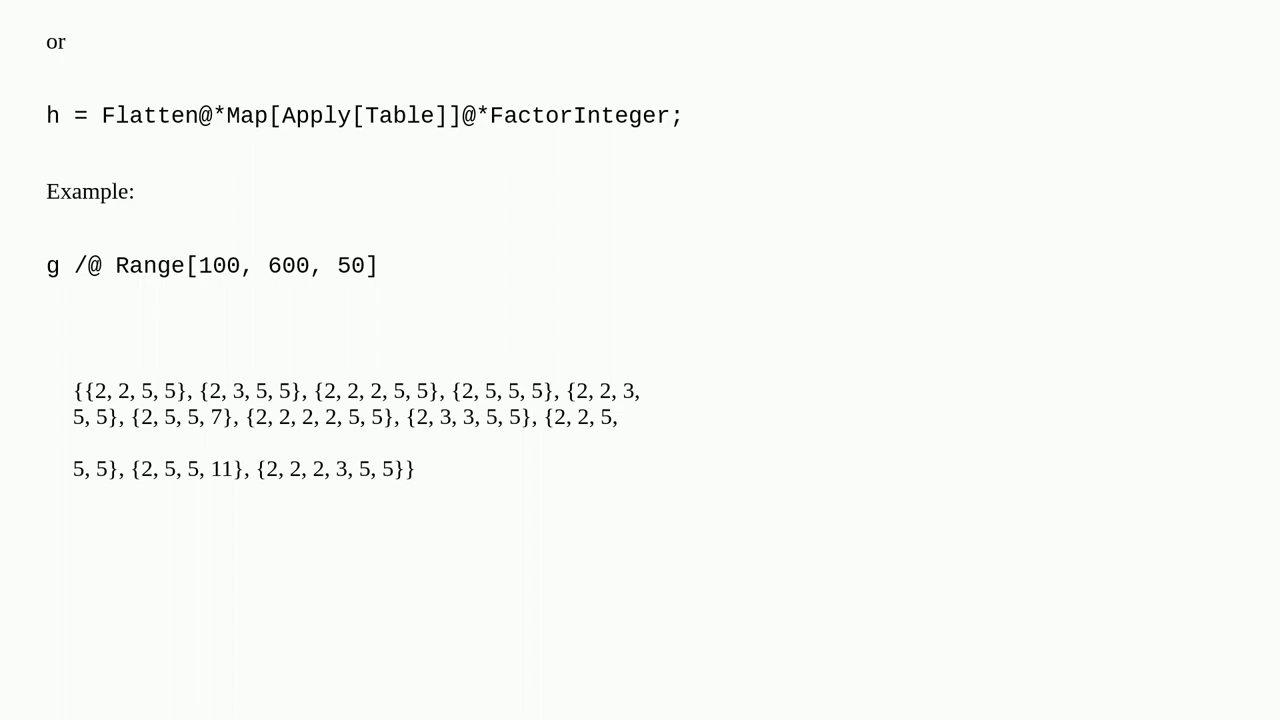 or
h = Flatten@*Map[Apply[Table]]@*FactorInteger;
Example:
g /@ Range[100, 600, 50]
{{2, 2, 5, 5}, {2, 3, 5, 5}, {2, 2, 2, 5, 5}, {2, 5, 5, 5}, {2, 2, 3,
5, 5}, {2, 5, 5, 7}, {2, 2, 2, 2, 5, 5}, {2, 3, 3, 5, 5}, {2, 2, 5,
5, 5}, {2, 5, 5, 11}, {2, 2, 2, 3, 5, 5}}